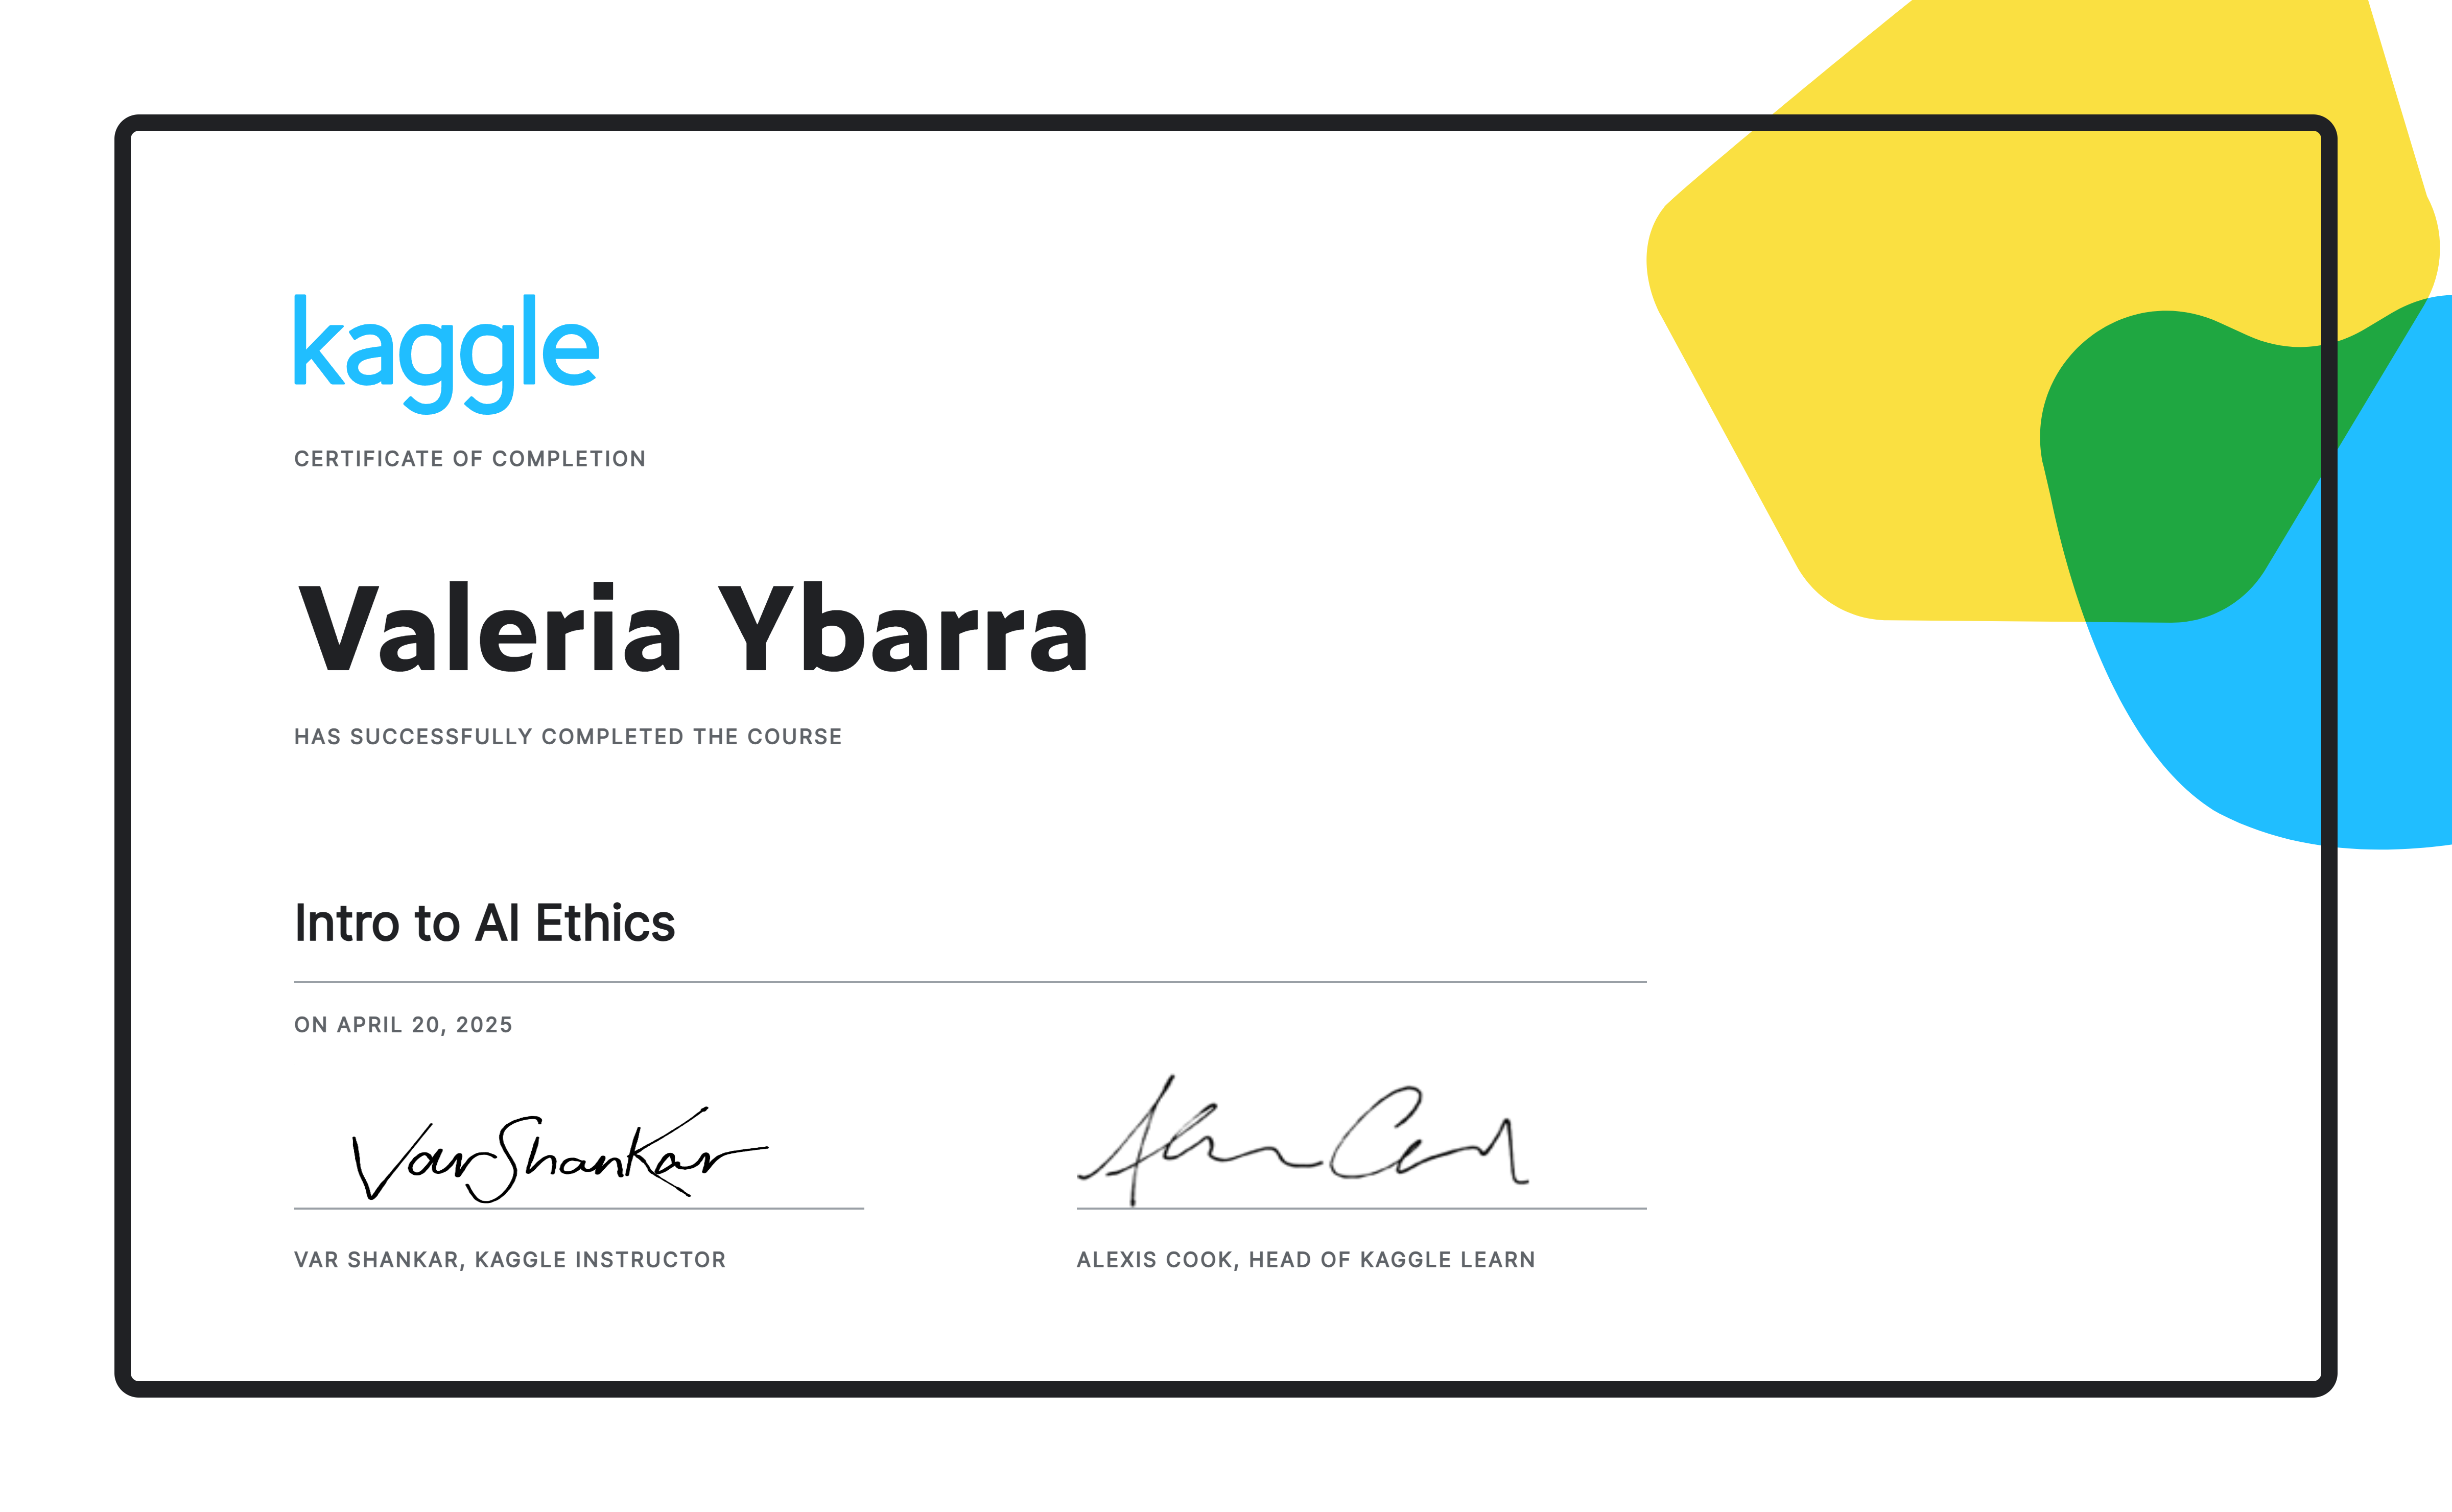 kaggle
CERTIFICATE OF COMPLETION
Valeria Ybarra
HAS SUCCESSFULLY COMPLETED THE COURSE
Intro to AI Ethics
ON APRIL 20, 2025
Var Shankar
VAR SHANKAR, KAGGLE INSTRUCTOR
ALEXIS COOK, HEAD OF KAGGLE LEARN